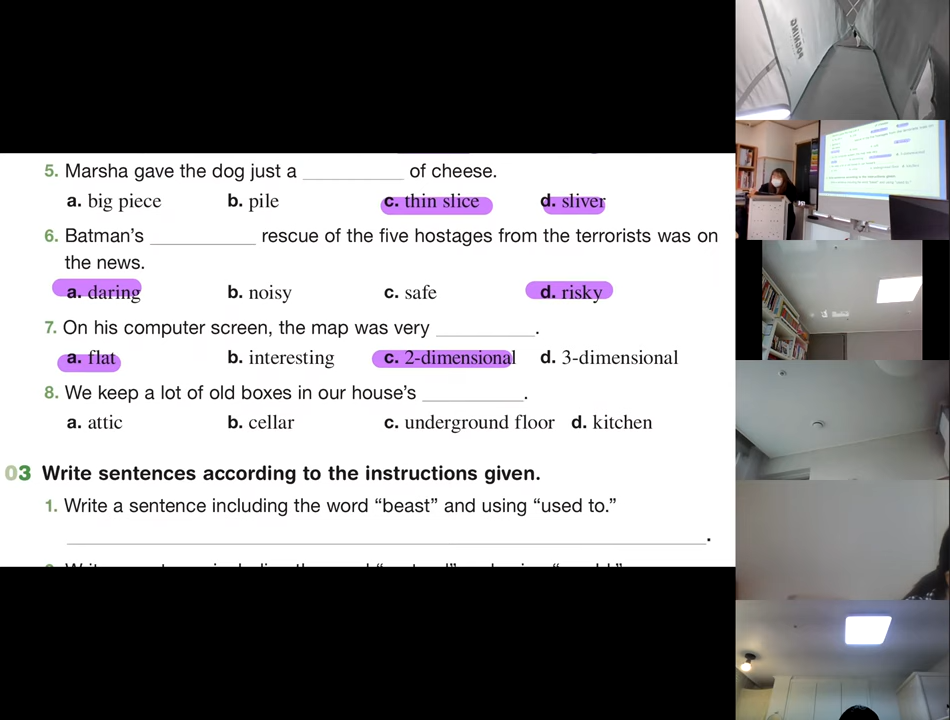 5. Marsha gave the dog just a __________ of cheese.
a. big piece b. pile c. thin slice d. sliver
6. Batman's __________ rescue of the five hostages from the terrorists was on
the news.
a. daring b. noisy c. safe d. risky
7. On his computer screen, the map was very __________.
a. flat b. interesting c. 2-dimensional d. 3-dimensional
8. We keep a lot of old boxes in our house's __________.
a. attic b. cellar c. underground floor d. kitchen
03 Write sentences according to the instructions given.
1. Write a sentence including the word “beast” and using “used to.”
__________.